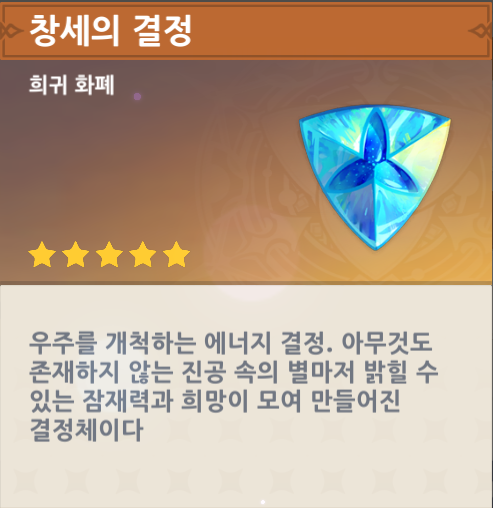 창세의 결정
희귀 화폐
우주를 개척하는 에너지 결정. 아무것도
존재하지 않는 진공 속의 별마저 밝힐 수
있는 잠재력과 희망이 모여 만들어진
결정체이다